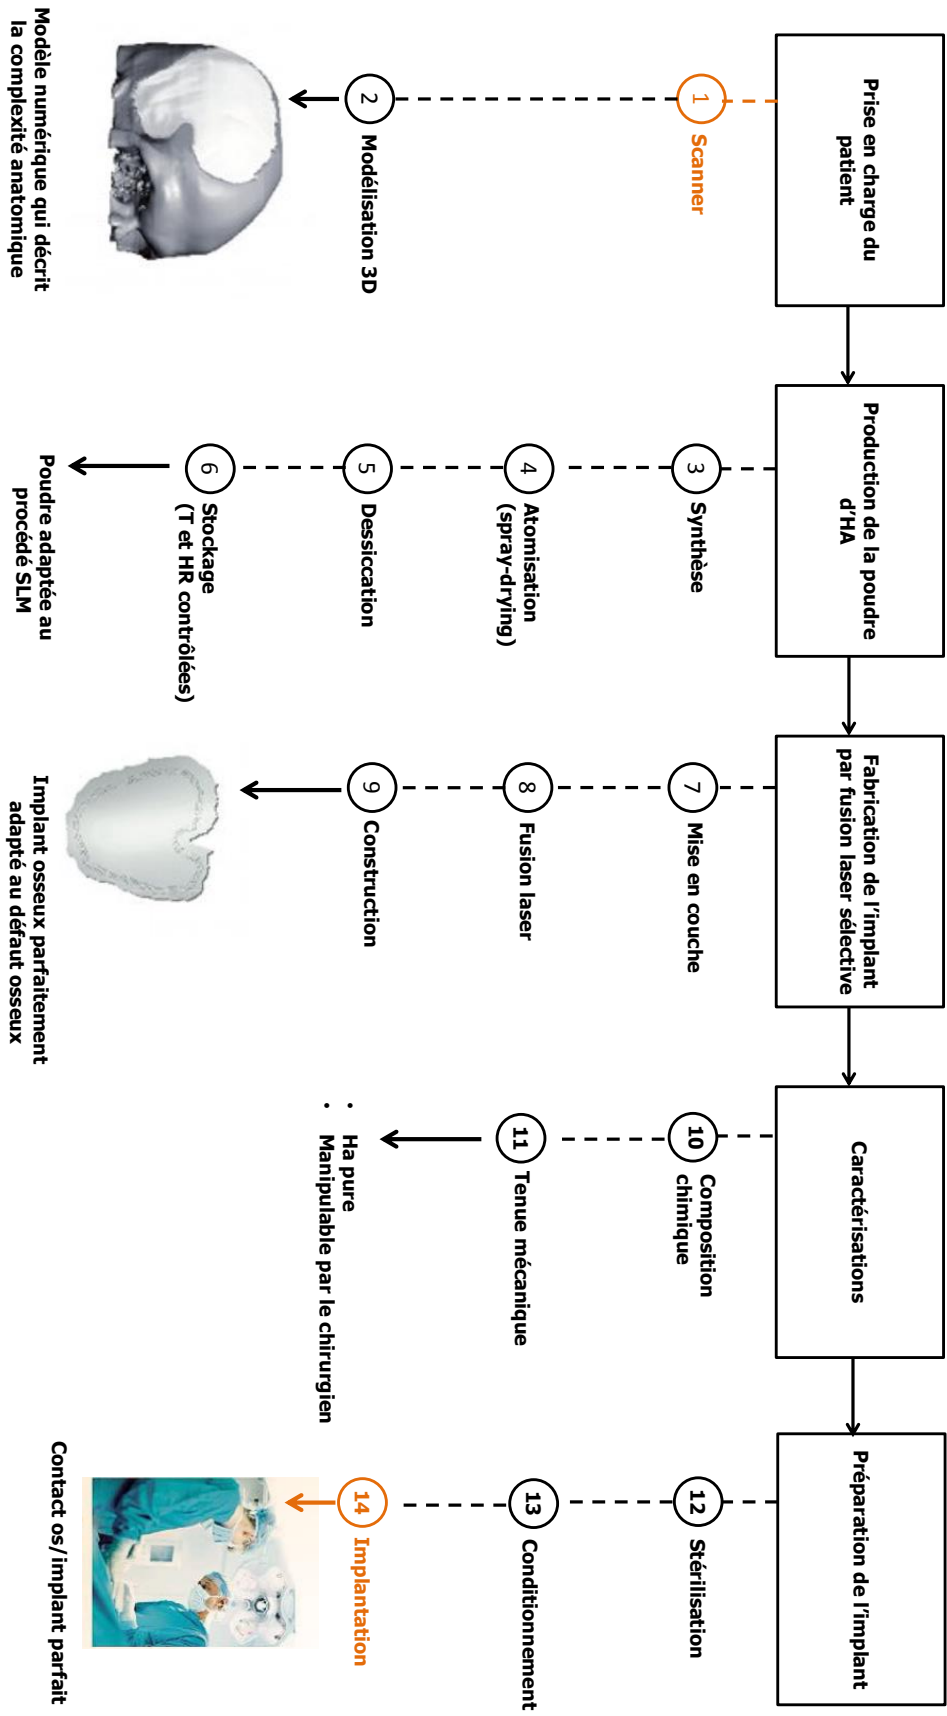 Prise en charge du
patient
1
Scanner
2
Modélisation 3D
Modèle numérique qui décrit
la complexité anatomique
Production de la poudre
d'HA
3
Synthèse
4
Atomisation
(spray-drying)
5
Dessiccation
6
Stockage
(T et HR contrôlées)
Poudre adaptée au
procédé SLM
Fabrication de l'implant
par fusion laser sélective
7
Mise en couche
8
Fusion laser
9
Construction
Implant osseux parfaitement
adapté au défaut osseux
Caractérisations
10
Composition
chimique
11
Tenue mécanique
• Ha pure
• Manipulable par le chirurgien
Préparation de l'implant
12
Stérilisation
13
Conditionnement
14
Implantation
Contact os/implant parfait